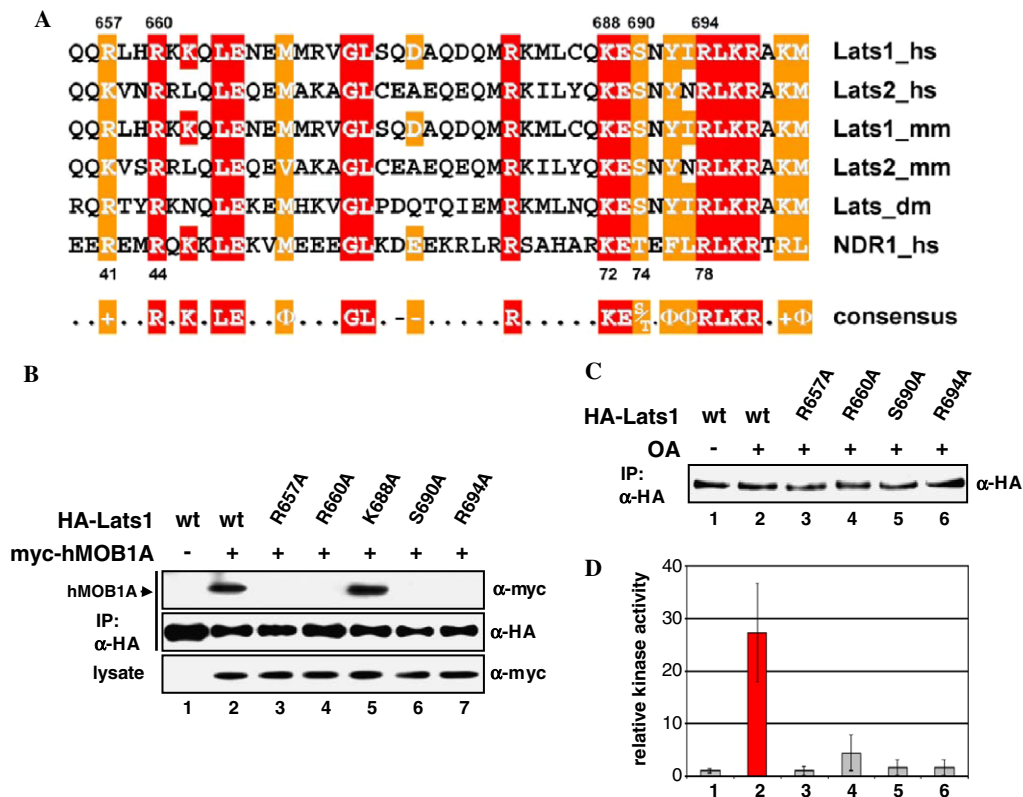 A
657 660 688 690 694
QQRLHRKKQLENEMMRVGLSQDAQDQMRKMLCQKESNYIRLKRAKM Lats1_hs
QQKVNRRLQLEQEMAKAGLCEAEQEQMRKILYQKESNYNRLKRAKM Lats2_hs
QQRLHRKKQLENEMMRVGLSQDAQDQMRKMLCQKESNYIRLKRAKM Lats1_mm
QQKVSRRLQLEQEVAKAGLCEAEQEQMRKILYQKESNYNRLKRAKM Lats2_mm
RQRTYRKNQLEKEMHKVGLPDQTQIEMRKMLNQKESNYIRLKRAKM Lats_dm
EEREMRQKKLEKVMEEEGLKDEEKRLRRSAHARKETEFLRLKRTRL NDR1_hs
41 44 72 74 78
..+..R.K.LE..Φ...GL.--.....R.....KES/T.ΦΦRLKR.+Φ consensus
B
HA-Lats1 wt wt R657A R660A K688A S690A R694A
myc-hMOB1A - + + + + + +
hMOB1A α-myc
IP: α-HA α-HA
lysate α-myc
1 2 3 4 5 6 7
C
HA-Lats1 wt wt R657A R660A S690A R694A
OA - + + + + +
IP: α-HA α-HA
1 2 3 4 5 6
D
relative kinase activity
40
30
20
10
0
1 2 3 4 5 6